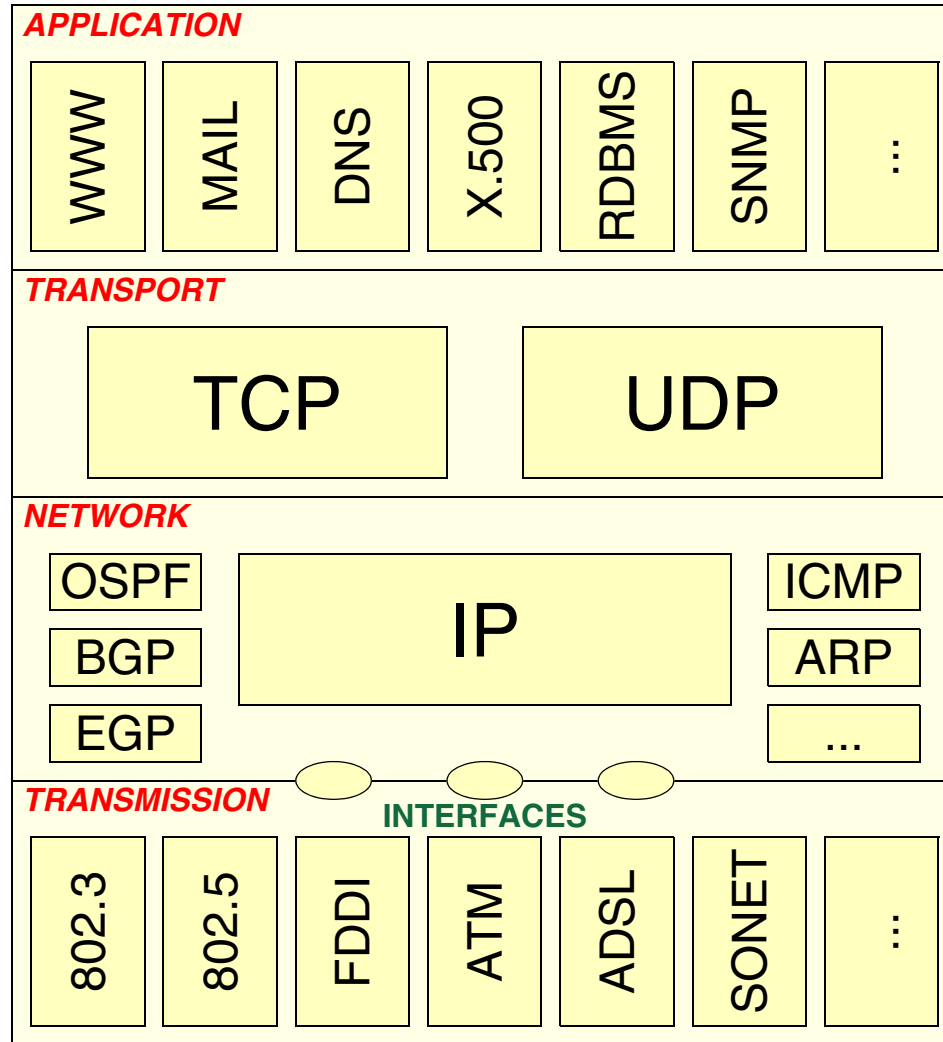 APPLICATION
WWW
MAIL
DNS
X.500
RDBMS
SNMP
...
TRANSPORT
TCP
UDP
NETWORK
OSPF
BGP
EGP
IP
ICMP
ARP
...
TRANSMISSION
INTERFACES
802.3
802.5
FDDI
ATM
ADSL
SONET
...